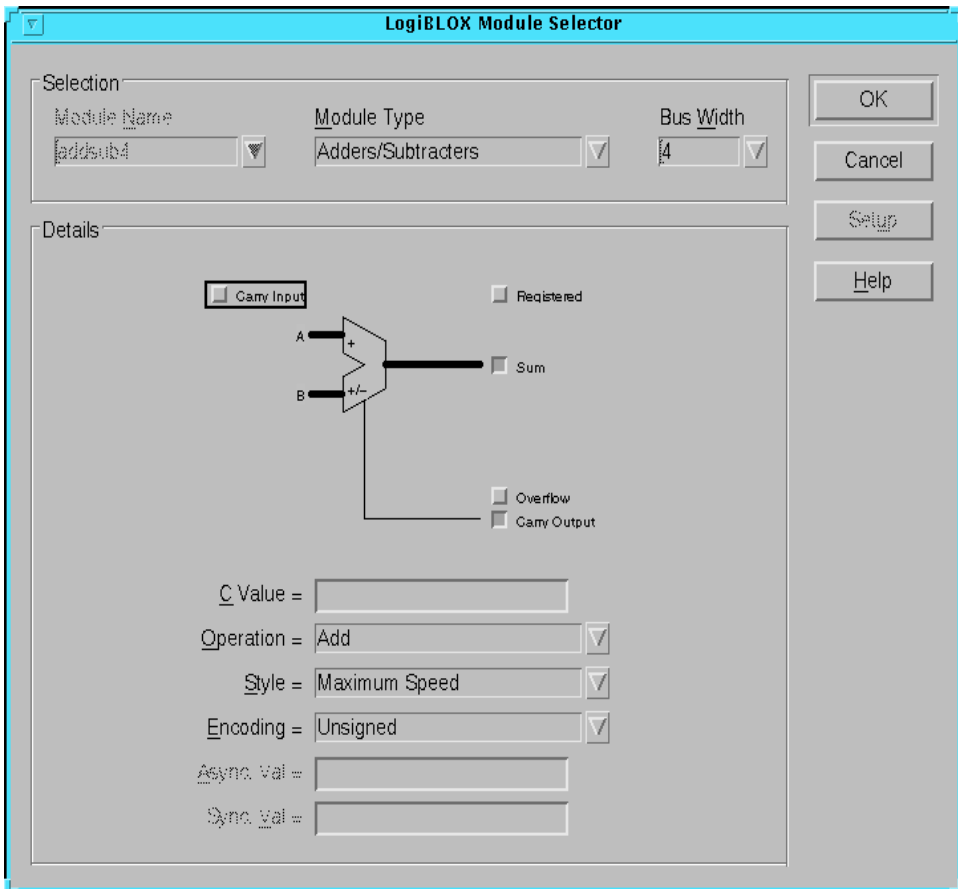 LogiBLOX Module Selector
Selection
Module Name
Module Type
Bus Width
addsub4
Adders/Subtracters
4
OK
Cancel
Setup
Help
Details
Carry Input
Registered
A
+
Sum
B
+/-
Overflow
Carry Output
C Value =
Operation = Add
Style = Maximum Speed
Encoding = Unsigned
Async. Val =
Sync. Val =